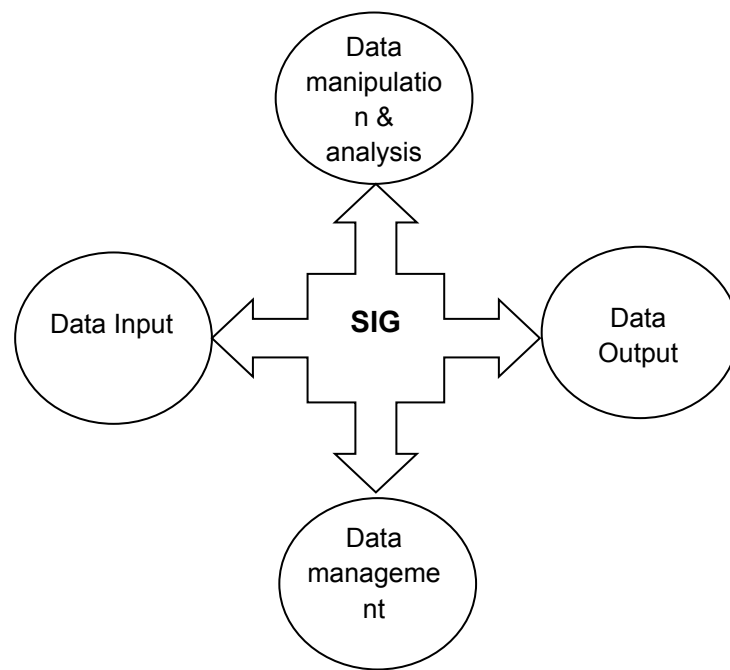 Data
manipulatio
n &
analysis
Data Input
SIG
Data
Output
Data
manageme
nt